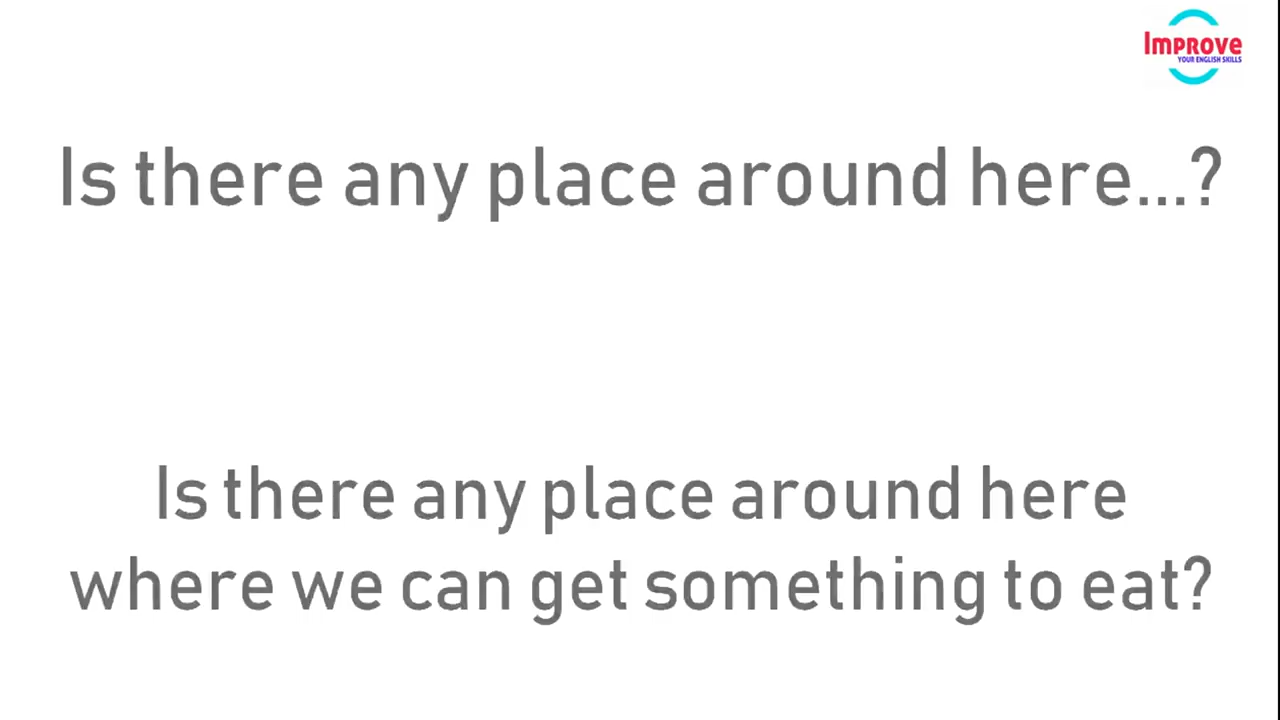 Improve
YOUR ENGLISH SKILLS
Is there any place around here...?
Is there any place around here
where we can get something to eat?